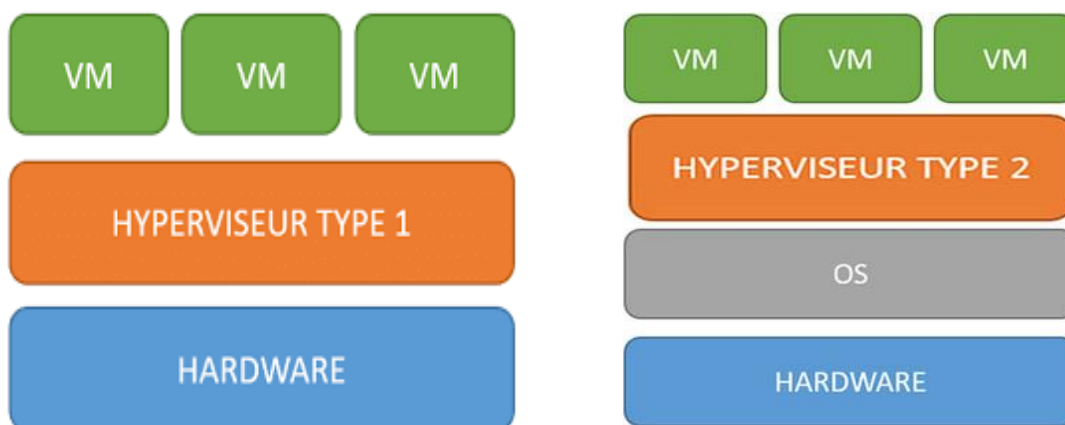 VM VM VM
HYPERVISEUR TYPE 1
HARDWARE
VM VM VM
HYPERVISEUR TYPE 2
OS
HARDWARE